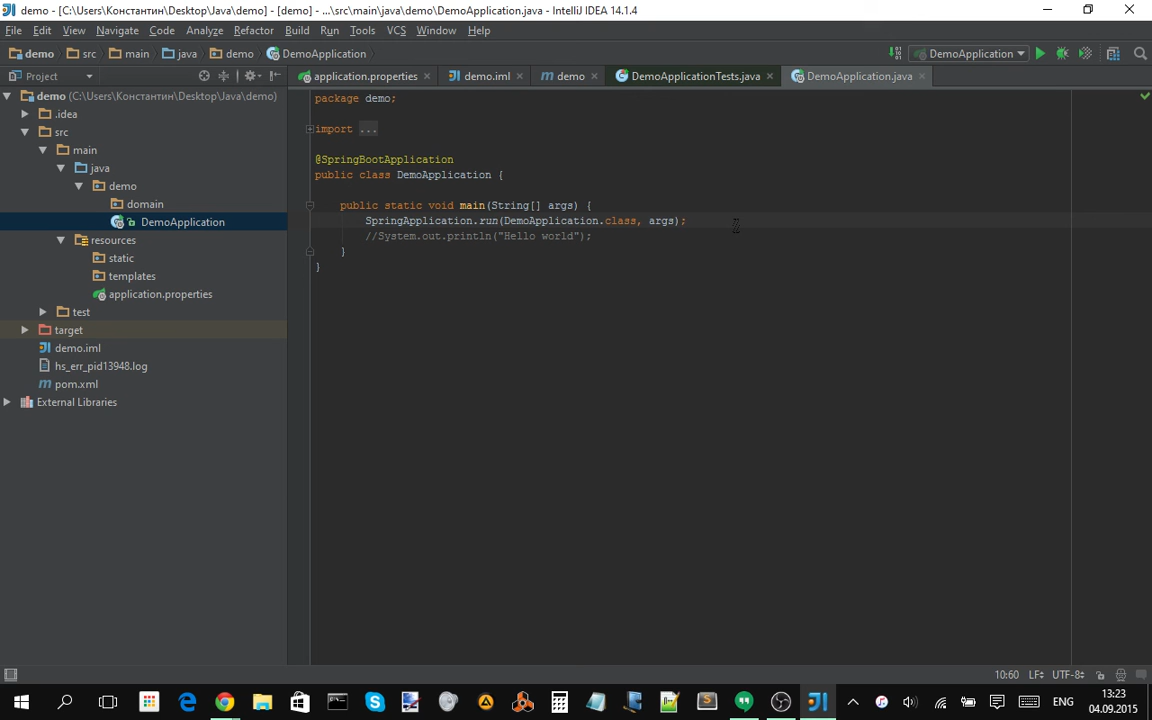 demo - [C:\Users\Константин\Desktop\Java\demo] - [demo] - ...\src\main\java\demo\DemoApplication.java - IntelliJ IDEA 14.1.4
File Edit View Navigate Code Analyze Refactor Build Run Tools VCS Window Help
demo src main java demo DemoApplication DemoApplication
Project application.properties demo.iml demo DemoApplicationTests.java DemoApplication.java
demo (C:\Users\Константин\Desktop\Java\demo)
.idea
src
main
java
demo
domain
DemoApplication
resources
static
templates
application.properties
test
target
demo.iml
hs_err_pid13948.log
pom.xml
External Libraries
package demo;
import ...
@SpringBootApplication
public class DemoApplication {
public static void main(String[] args) {
SpringApplication.run(DemoApplication.class, args);
//System.out.println("Hello world");
}
}
10:60 LF UTF-8
ENG 13:23
04.09.2015